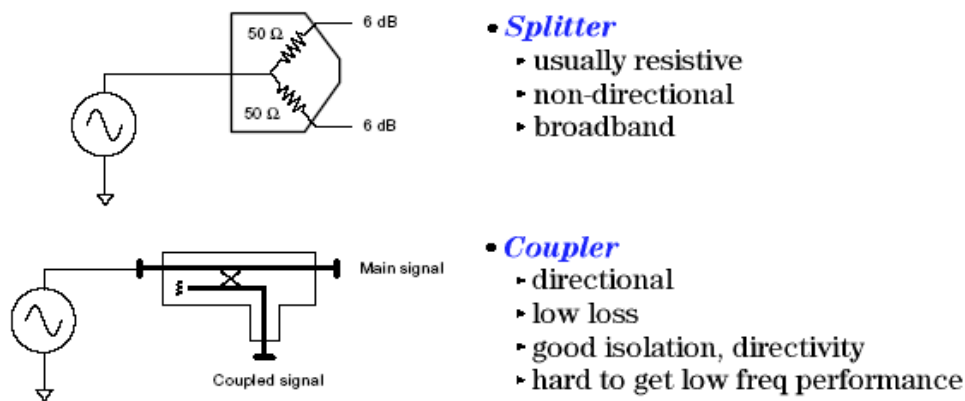 50 Ω
6 dB
50 Ω
6 dB
• Splitter
‣ usually resistive
‣ non-directional
‣ broadband
Main signal
Coupled signal
• Coupler
‣ directional
‣ low loss
‣ good isolation, directivity
‣ hard to get low freq performance